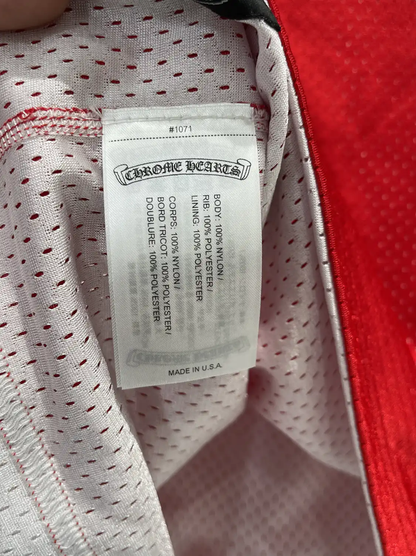 #1071
CHROME HEARTS
BODY: 100% NYLON /
RIB: 100% POLYESTER /
LINING: 100% POLYESTER
CORPS: 100% NYLON /
BORD TRICOT: 100% POLYESTER /
DOUBLURE: 100% POLYESTER
MADE IN U.S.A.